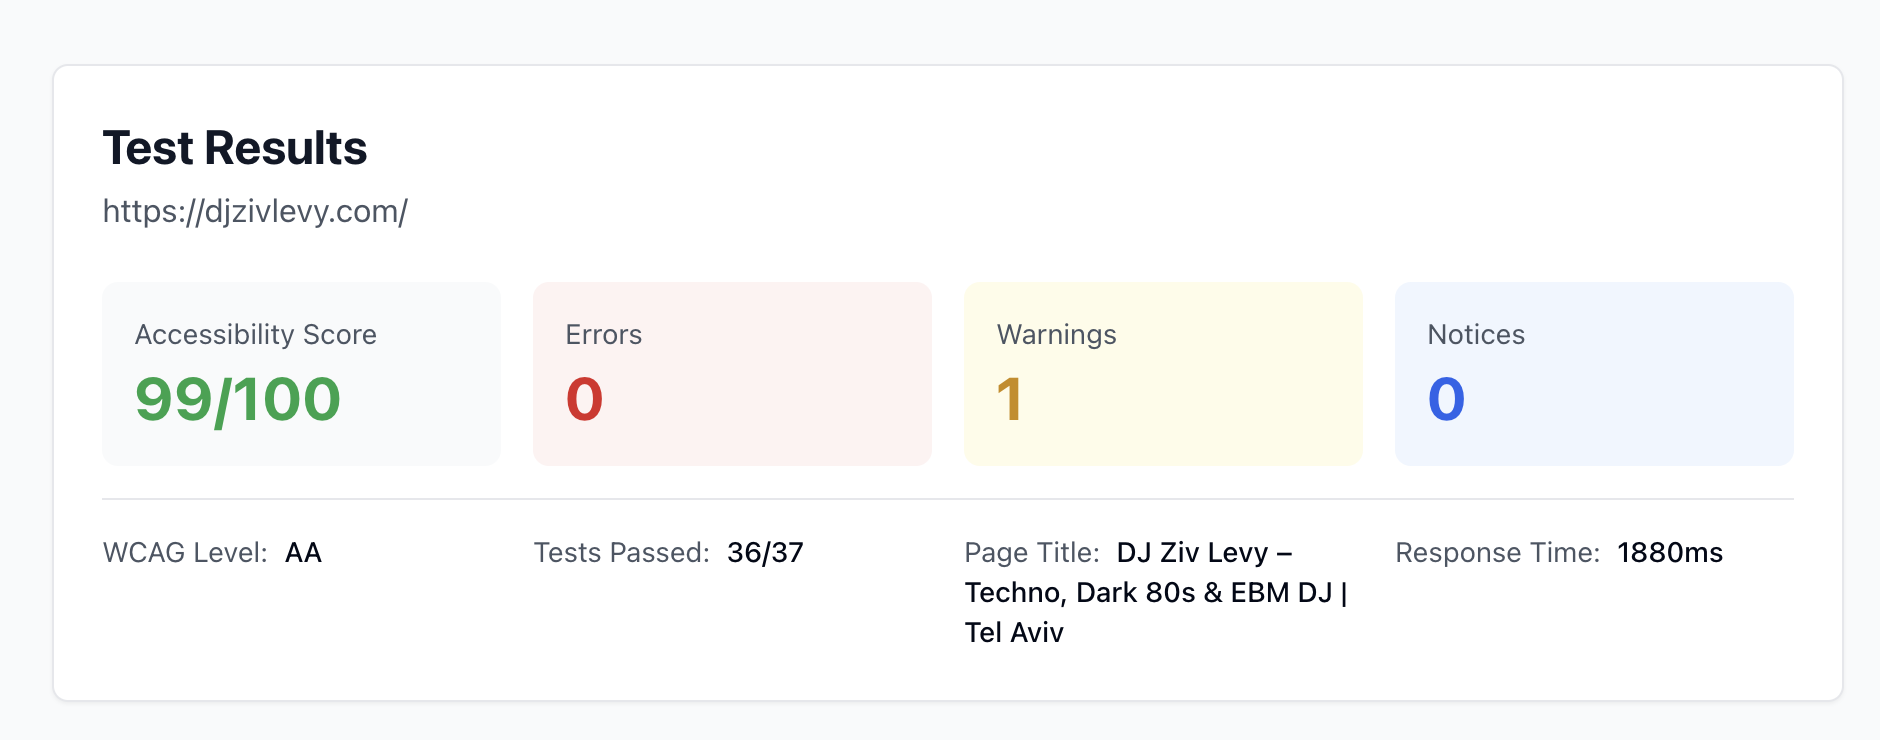 Test Results
https://djzivlevy.com/
Accessibility Score
99/100
Errors
0
Warnings
1
Notices
0
WCAG Level: AA
Tests Passed: 36/37
Page Title: DJ Ziv Levy –
Techno, Dark 80s & EBM DJ |
Tel Aviv
Response Time: 1880ms